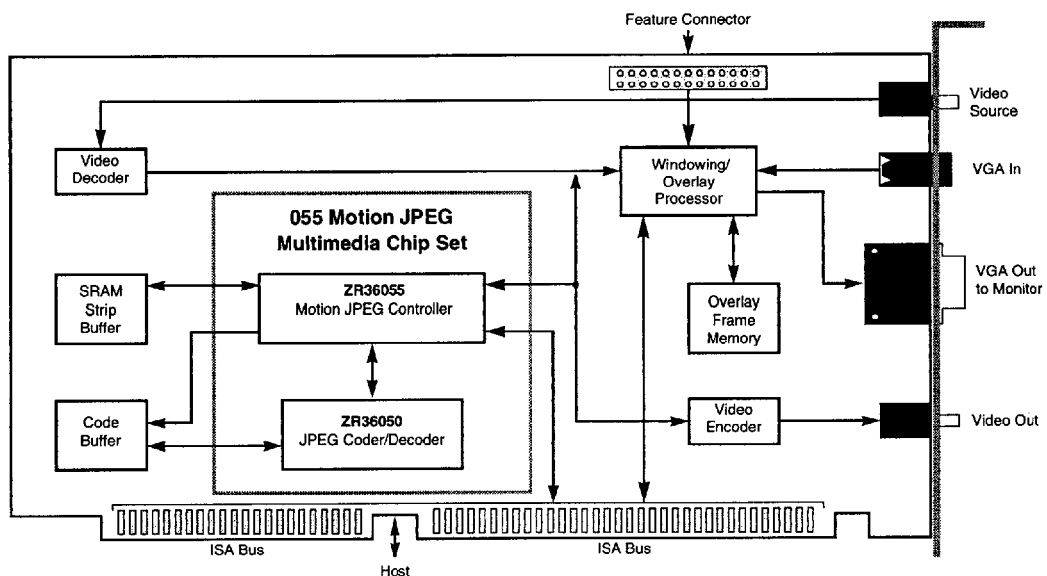 Feature Connector
Video
Source
Video
Decoder
Windowing/
Overlay
Processor
VGA In
055 Motion JPEG
Multimedia Chip Set
SRAM
Strip
Buffer
ZR36055
Motion JPEG Controller
Overlay
Frame
Memory
VGA Out
to Monitor
Code
Buffer
ZR36050
JPEG Coder/Decoder
Video
Encoder
Video Out
ISA Bus
ISA Bus
Host